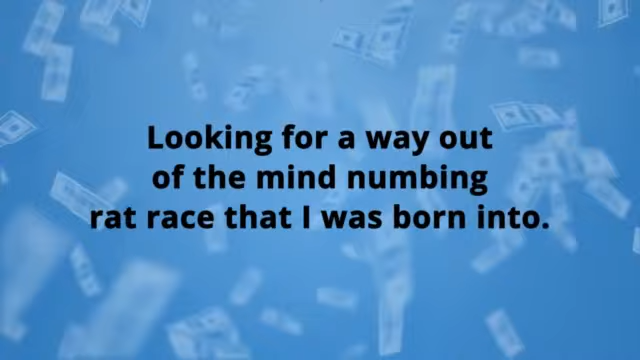 Looking for a way out
of the mind numbing
rat race that I was born into.